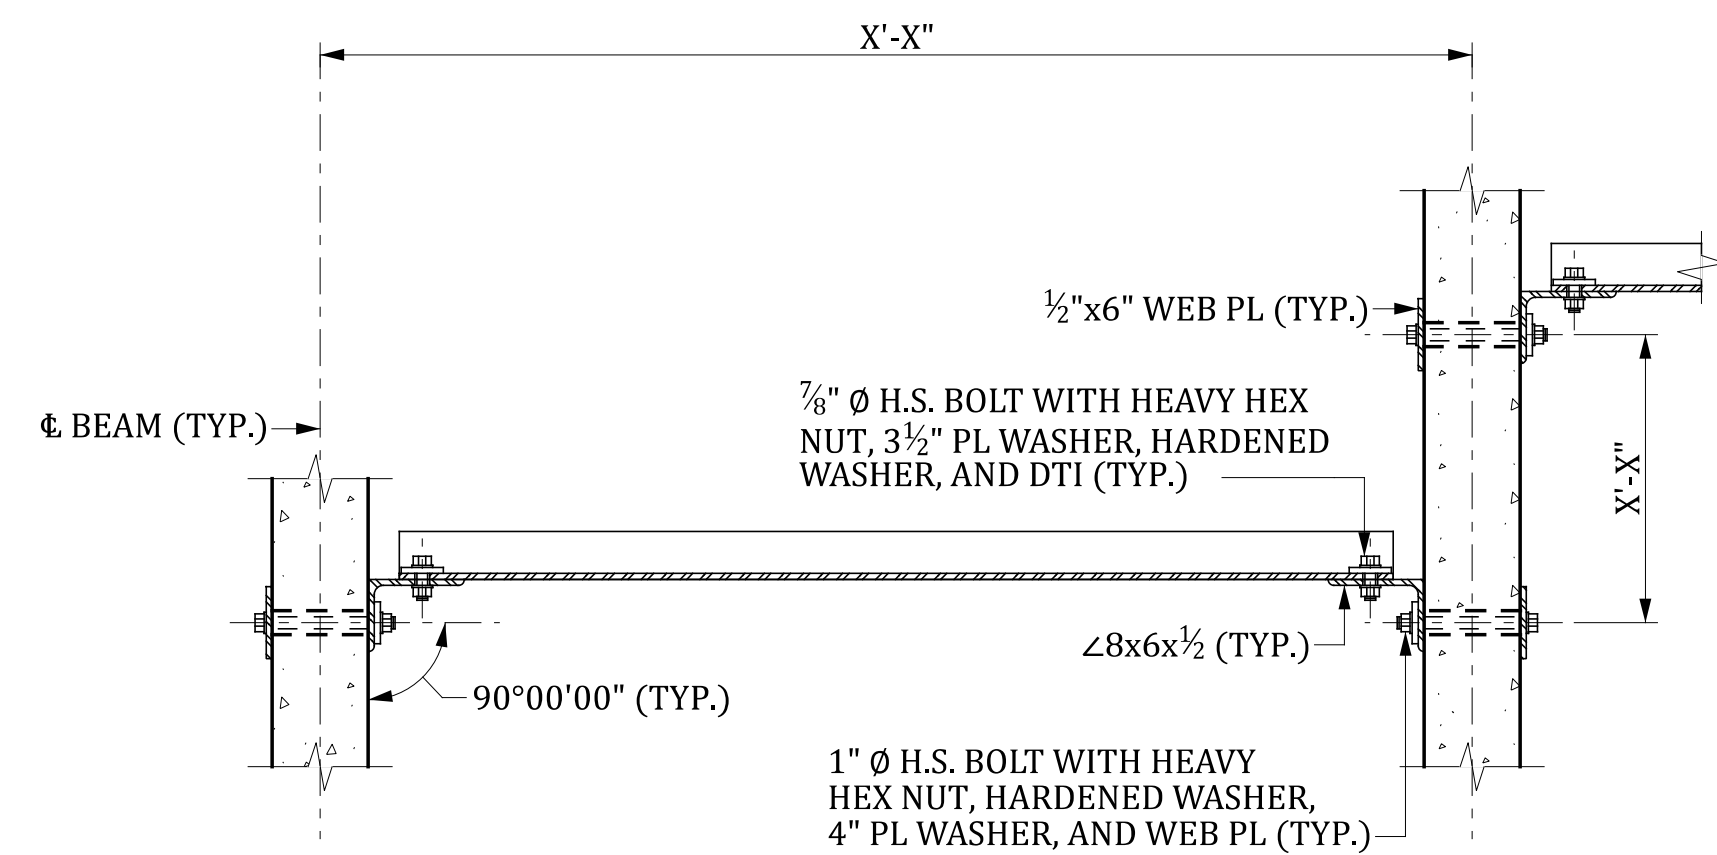 X'-X"
½"x6" WEB PL (TYP.)
⅞" Ø H.S. BOLT WITH HEAVY HEX
NUT, 3½" PL WASHER, HARDENED
WASHER, AND DTI (TYP.)
℄ BEAM (TYP.)
X'-X"
∠8x6x½ (TYP.)
90°00'00" (TYP.)
1" Ø H.S. BOLT WITH HEAVY
HEX NUT, HARDENED WASHER,
4" PL WASHER, AND WEB PL (TYP.)